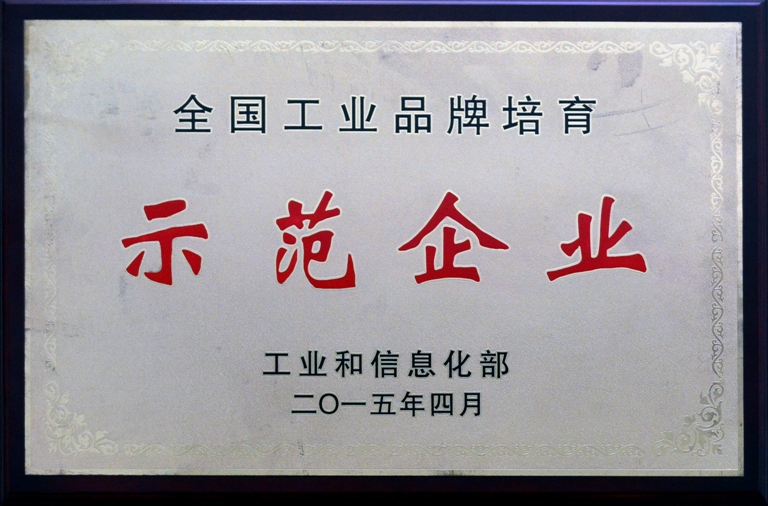 全国工业品牌培育
示范企业
工业和信息化部
二〇一五年四月